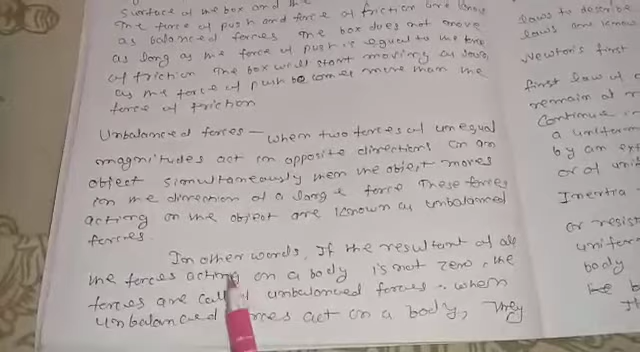 surface of the box and the
The force of push and force of friction are know
as balanced forces The box does not move
as long as the force of push is equal to the force
of friction The box will start moving as soon
as the force of push becomes more than the
force of friction
Unbalanced forces — when two forces of unequal
magnitudes act in opposite directions on an
object simultaneously then the object moves
in the direction of a large force These forces
acting on the object are known as unbalanced
forces.
In other words, If the resultant of all
the forces acting on a body is not zero, the
forces are unbalanced forces. when
unbalanced forces act on a body, They
laws to describe
laws are know
Newton's first
first law of
remain at r
Continue in
a uniform
by an ex
or of uni
Inertia
or resis
unifor
body